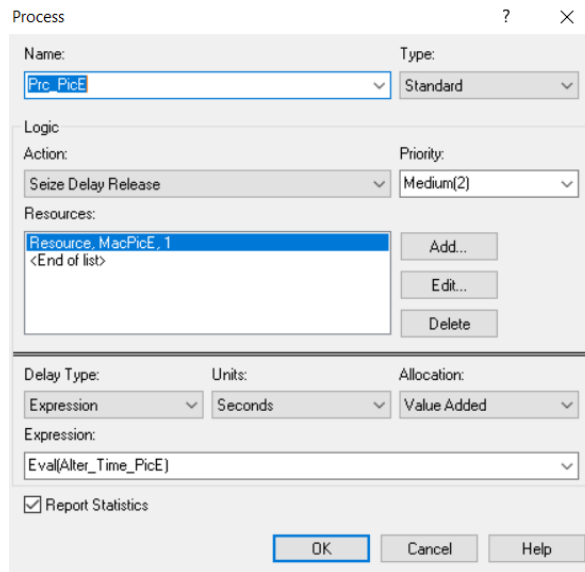 Process ?
Name: Type:
Prc_PicE Standard
Logic
Action: Priority:
Seize Delay Release Medium(2)
Resources:
Resource, MacPicE, 1
<End of list>
Add...
Edit...
Delete
Delay Type: Units: Allocation:
Expression Seconds Value Added
Expression:
Eval(Alter_Time_PicE)
Report Statistics
OK Cancel Help